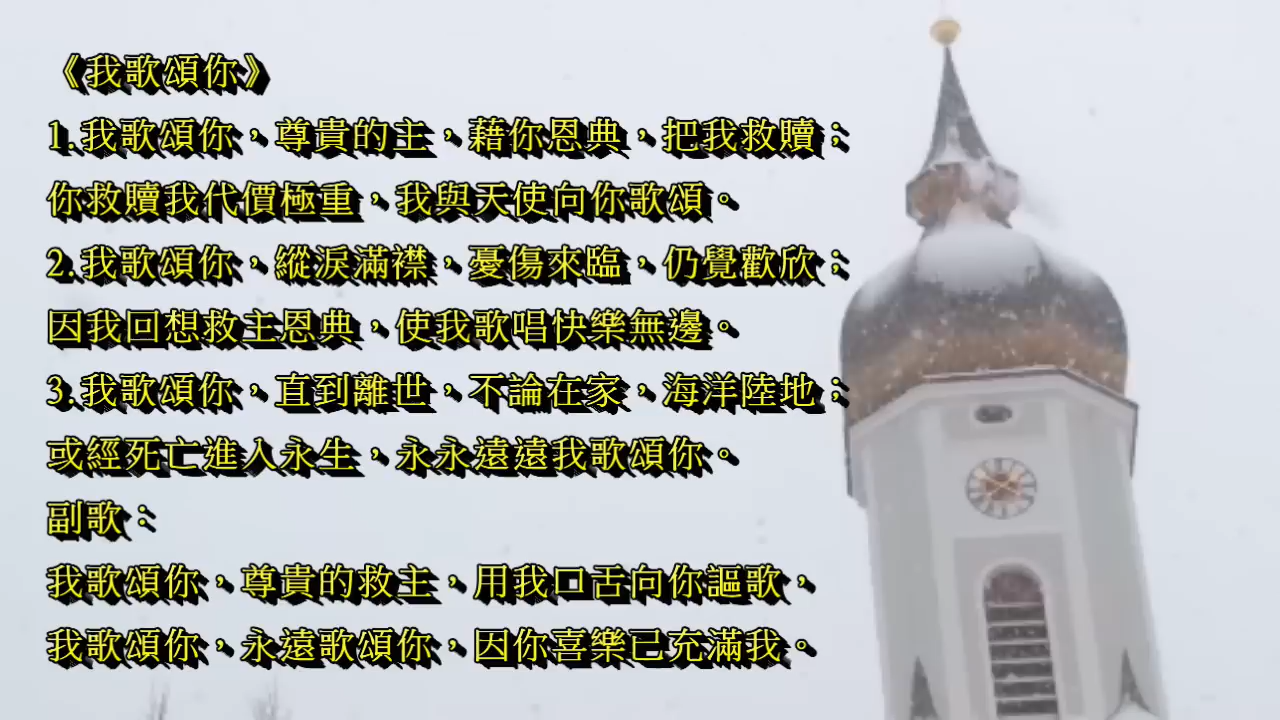 《我歌頌你》
1.我歌頌你，尊貴的主，藉你恩典，把我救贖；
你救贖我代價極重，我與天使向你歌頌。
2.我歌頌你，縱淚滿襟，憂傷來臨，仍覺歡欣；
因我回想救主恩典，使我歌唱快樂無邊。
3.我歌頌你，直到離世，不論在家，海洋陸地；
或經死亡進入永生，永永遠遠我歌頌你。
副歌：
我歌頌你，尊貴的救主，用我口舌向你謳歌，
我歌頌你，永遠歌頌你，因你喜樂已充滿我。